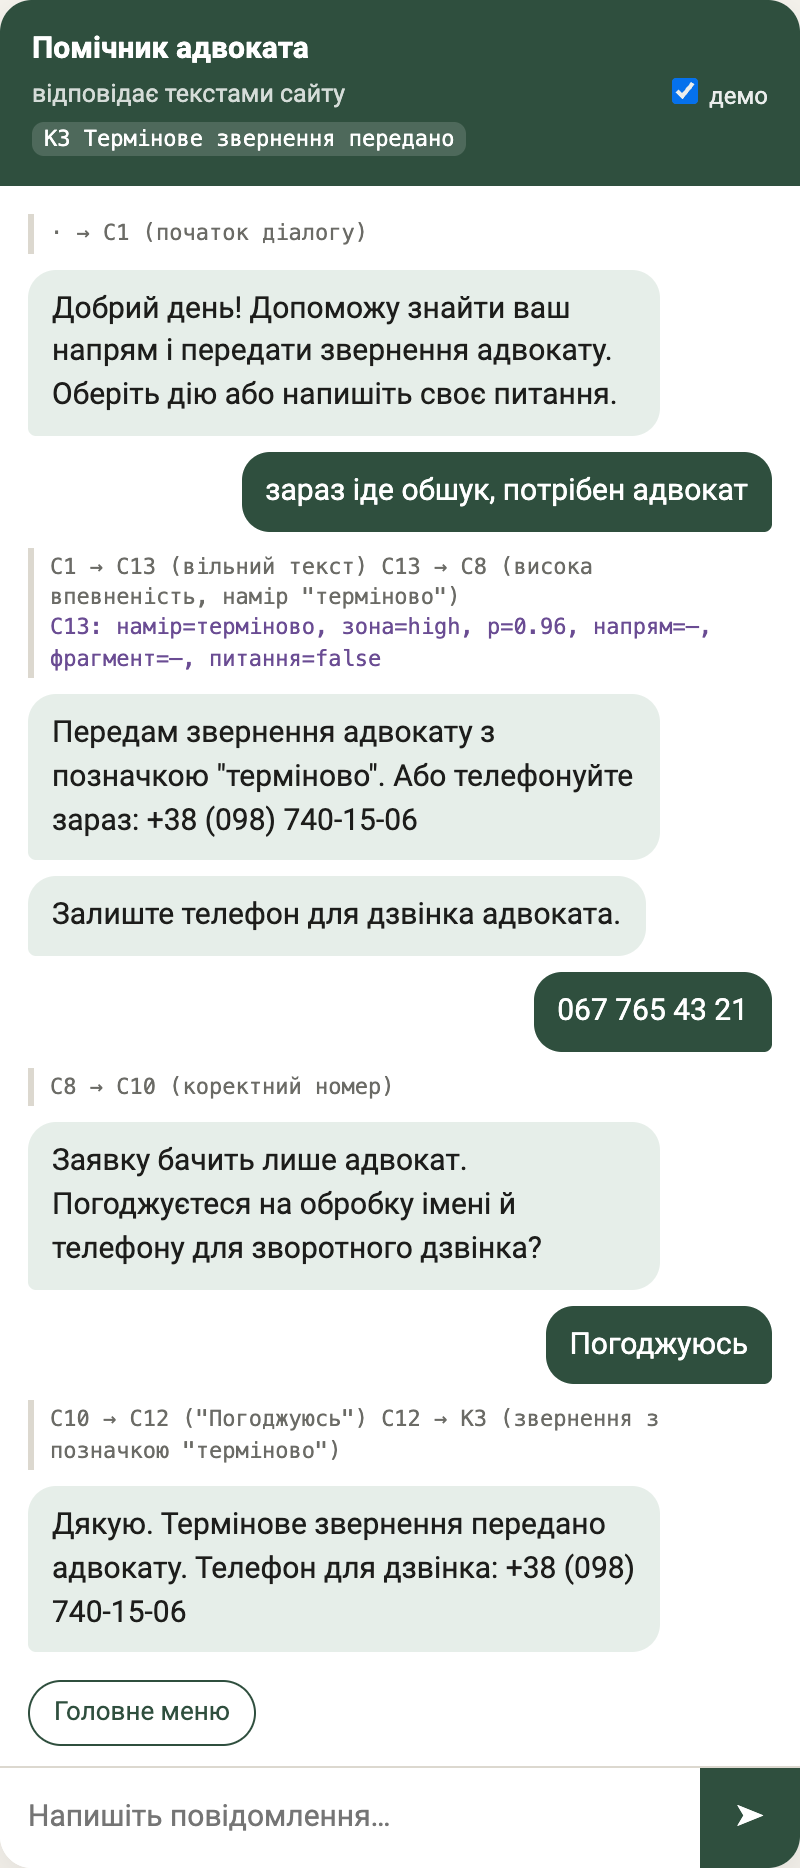 Помічник адвоката
відповідає текстами сайту
демо
К3 Термінове звернення передано
· → С1 (початок діалогу)
Добрий день! Допоможу знайти ваш
напрям і передати звернення адвокату.
Оберіть дію або напишіть своє питання.
зараз іде обшук, потрібен адвокат
С1 → С13 (вільний текст) С13 → С8 (висока
впевненість, намір "терміново")
С13: намір=терміново, зона=high, p=0.96, напрям=—,
фрагмент=—, питання=false
Передам звернення адвокату з
позначкою "терміново". Або телефонуйте
зараз: +38 (098) 740-15-06
Залиште телефон для дзвінка адвоката.
067 765 43 21
С8 → С10 (коректний номер)
Заявку бачить лише адвокат.
Погоджуєтеся на обробку імені й
телефону для зворотного дзвінка?
Погоджуюсь
С10 → С12 ("Погоджуюсь") С12 → К3 (звернення з
позначкою "терміново")
Дякую. Термінове звернення передано
адвокату. Телефон для дзвінка: +38 (098)
740-15-06
Головне меню
Напишіть повідомлення…